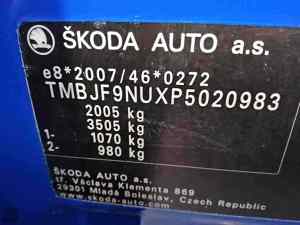 ŠKODA AUTO a.s.
e8*2007/46*0272
TMBJF9NUXP5020983
2005 kg
3505 kg
1- 1070 kg
2- 980 kg
ŠKODA AUTO a.s.
tř. Václava Klementa 869
29301 Mladá Boleslav, Czech Republic
www.skoda-auto.com